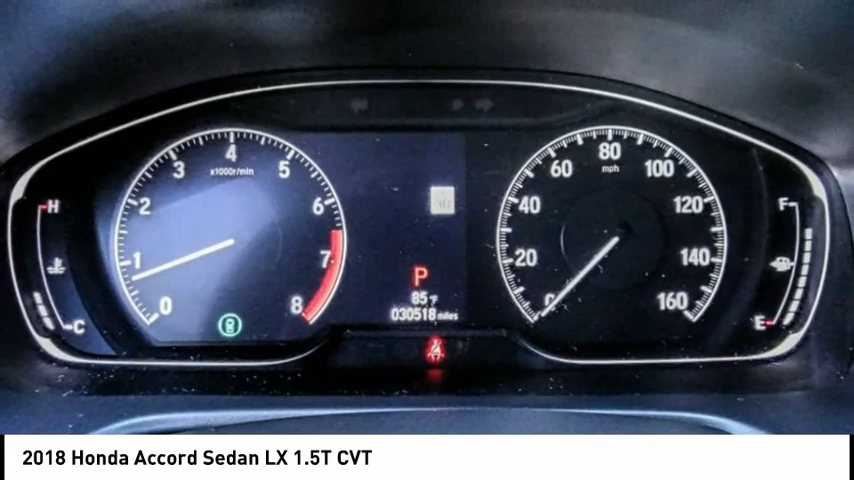 4
3 5
x1000r/min
2 6
1 7
0 8
H
C
P
85°F
030518 miles
80
60 100
mph
40 120
20 140
0 160
F
E
2018 Honda Accord Sedan LX 1.5T CVT